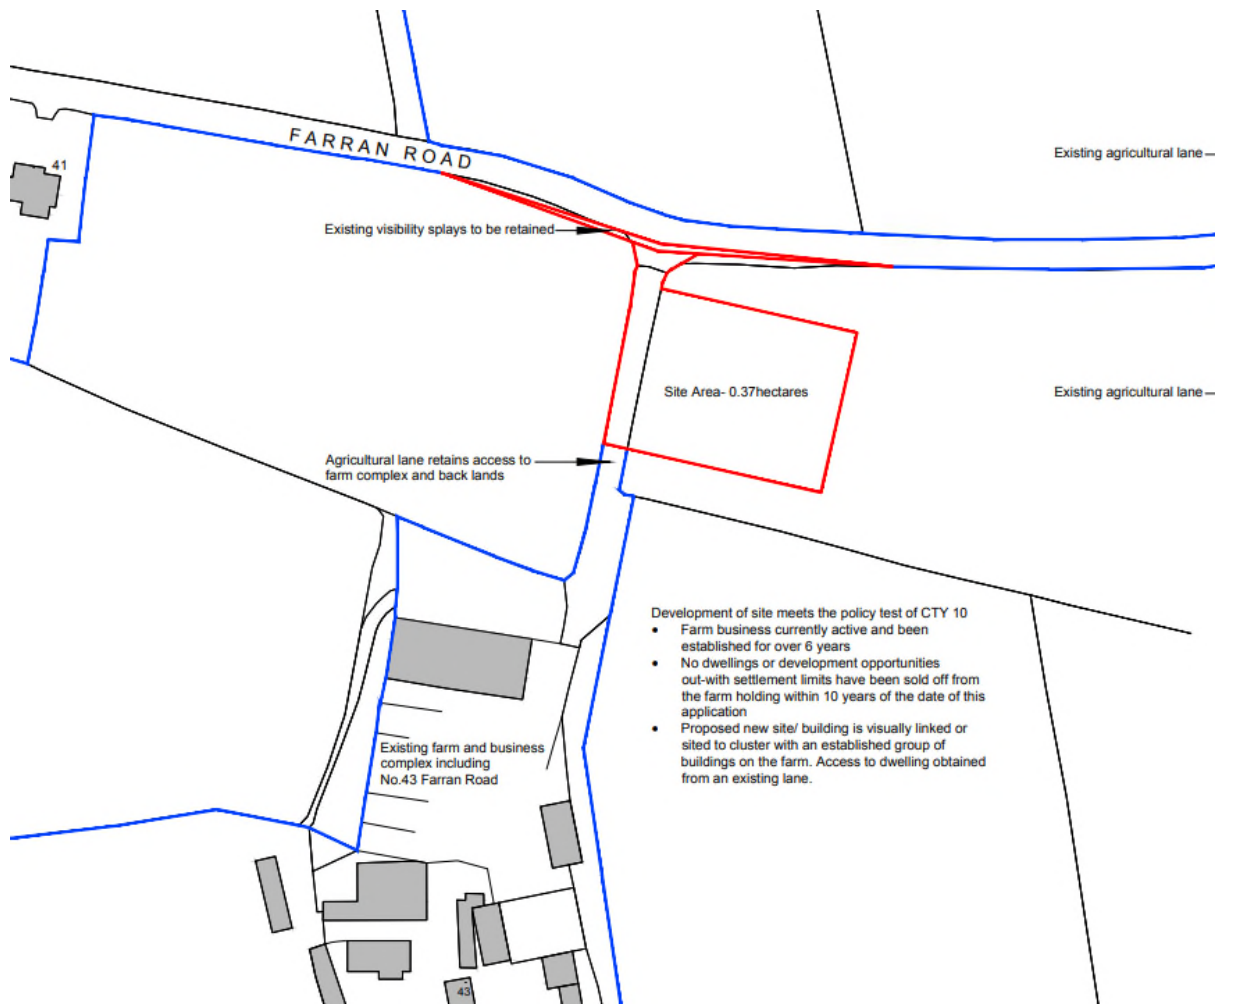 FARRAN ROAD
Existing agricultural lane
41
Existing visibility splays to be retained
Site Area- 0.37hectares
Existing agricultural lane
Agricultural lane retains access to
farm complex and back lands
Development of site meets the policy test of CTY 10
• Farm business currently active and been
established for over 6 years
• No dwellings or development opportunities
out-with settlement limits have been sold off from
the farm holding within 10 years of the date of this
application
• Proposed new site/ building is visually linked or
sited to cluster with an established group of
buildings on the farm. Access to dwelling obtained
from an existing lane.
Existing farm and business
complex including
No.43 Farran Road
43